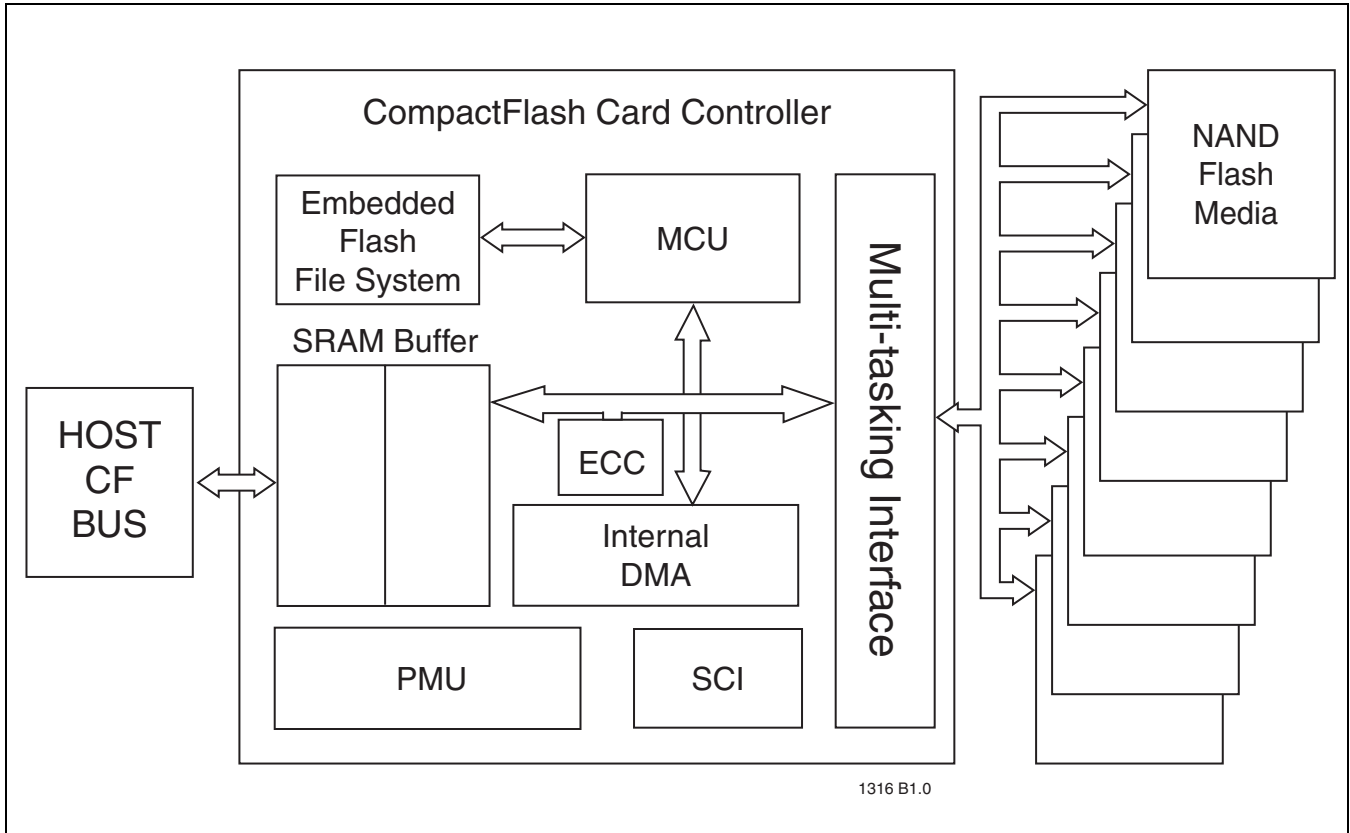 CompactFlash Card Controller
Embedded
Flash
File System
MCU
SRAM Buffer
HOST
CF
BUS
ECC
Internal
DMA
PMU
SCI
Multi-tasking Interface
NAND
Flash
Media
1316 B1.0